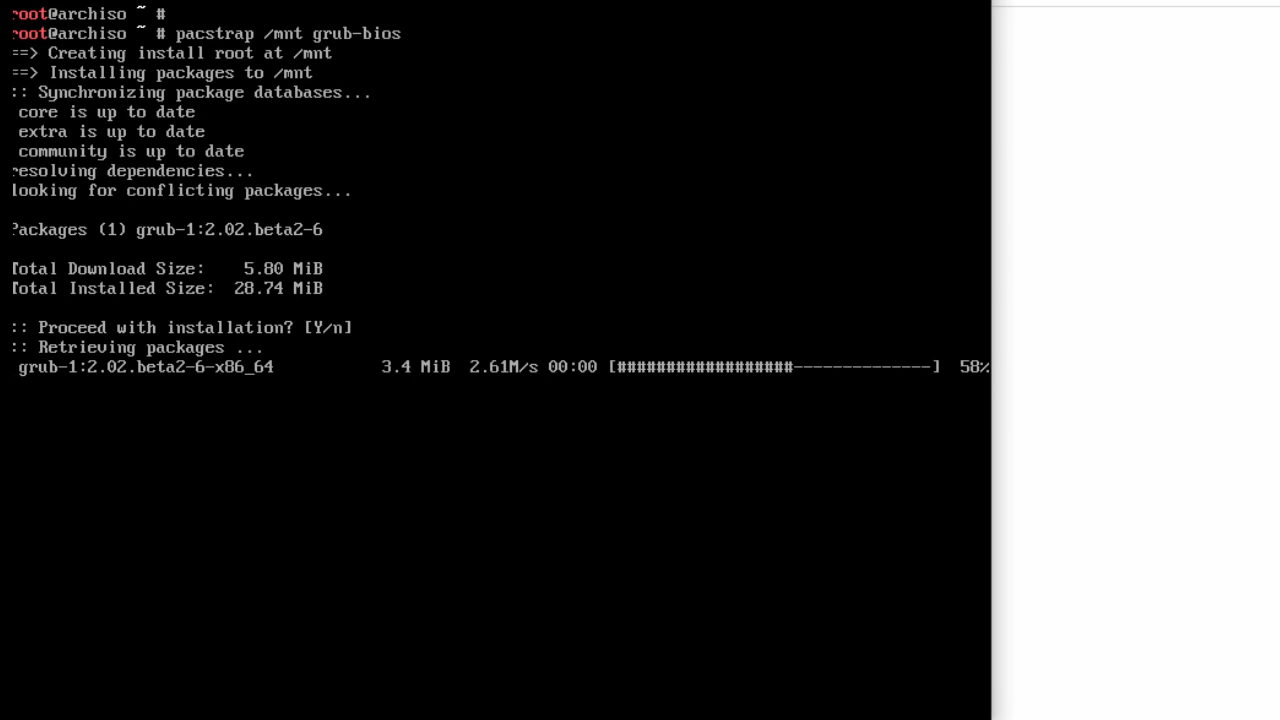 root@archiso ~ #
root@archiso ~ # pacstrap /mnt grub-bios
==> Creating install root at /mnt
==> Installing packages to /mnt
:: Synchronizing package databases...
core is up to date
extra is up to date
community is up to date
resolving dependencies...
looking for conflicting packages...
Packages (1) grub-1:2.02.beta2-6
Total Download Size:    5.80 MiB
Total Installed Size:  28.74 MiB
:: Proceed with installation? [Y/n]
:: Retrieving packages ...
grub-1:2.02.beta2-6-x86_64           3.4 MiB  2.61M/s 00:00 [##################--------------]  58%